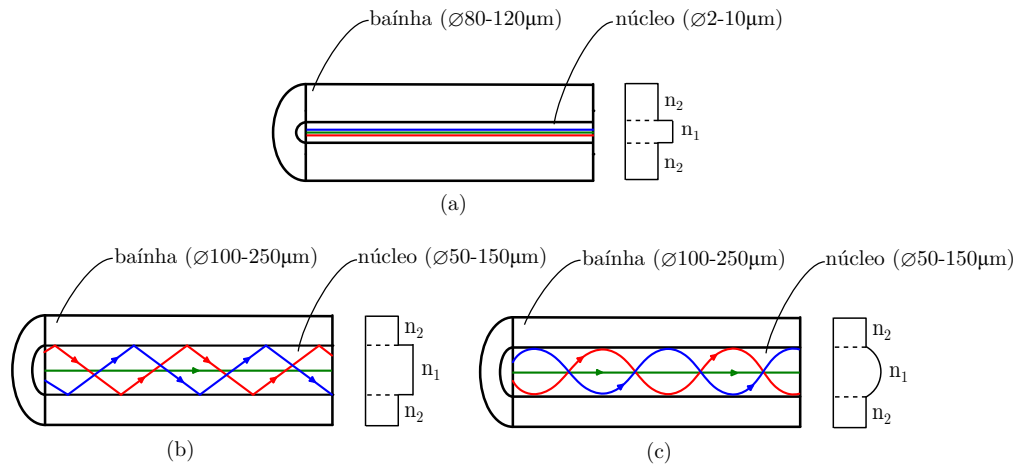 baínha (∅80-120μm)
núcleo (∅2-10μm)
n₂
n₁
n₂
(a)
baínha (∅100-250μm)
núcleo (∅50-150μm)
n₂
n₁
n₂
(b)
baínha (∅100-250μm)
núcleo (∅50-150μm)
n₂
n₁
n₂
(c)